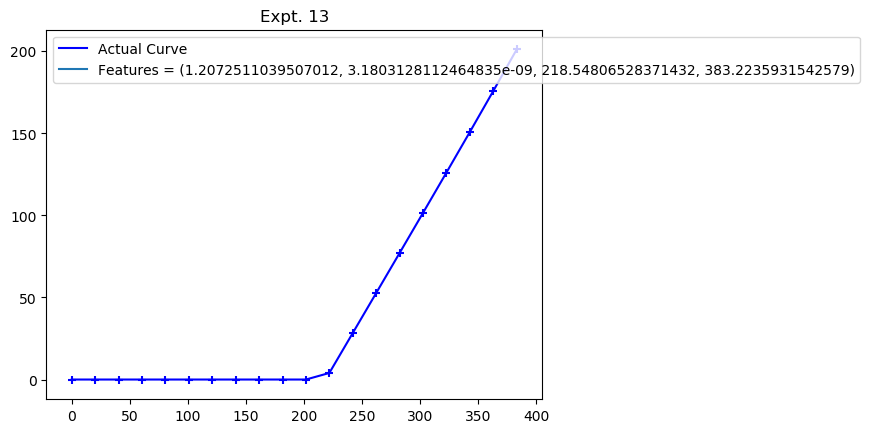 Expt. 13
Actual Curve
Features = (1.2072511039507012, 3.1803128112464835e-09, 218.54806528371432, 383.2235931542579)
200
150
100
50
0
0 50 100 150 200 250 300 350 400